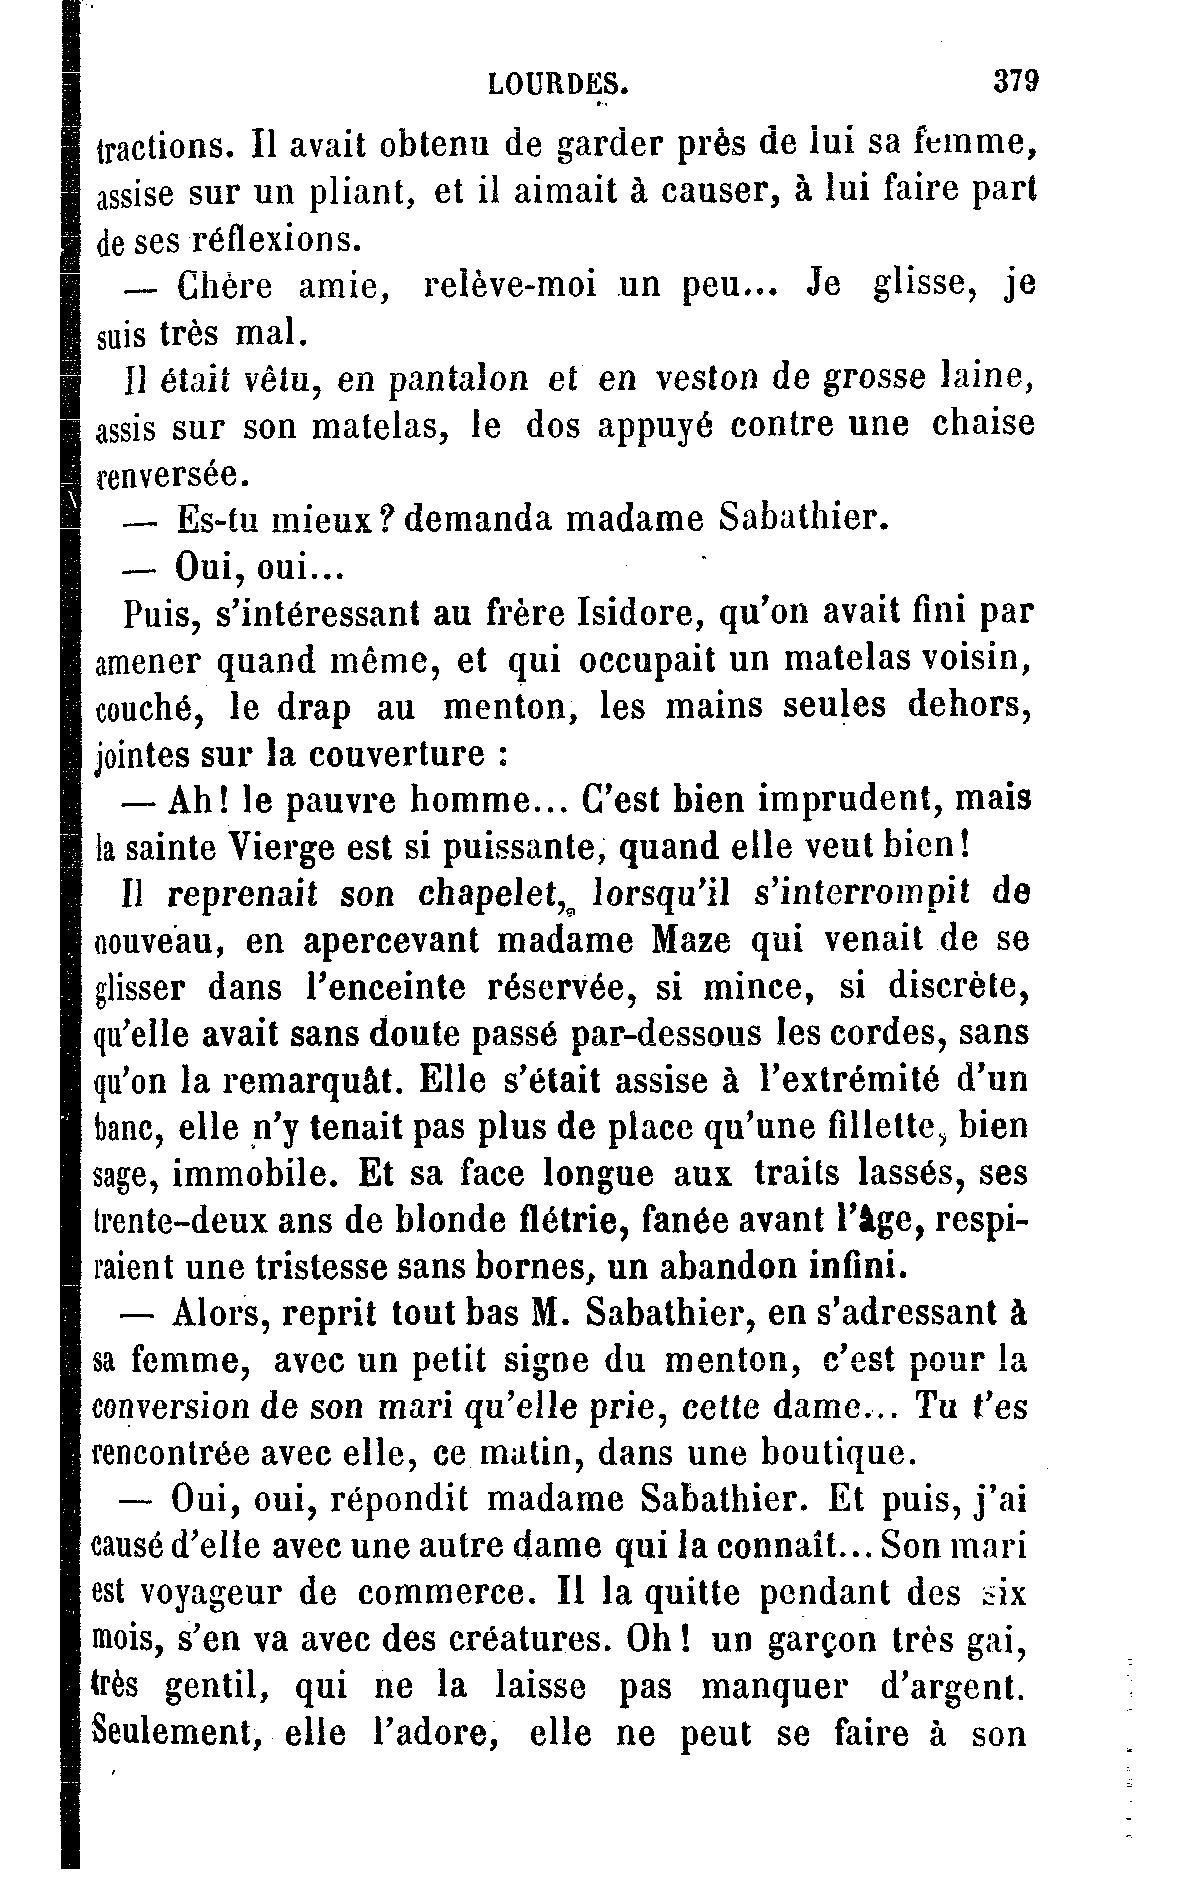 LOURDES. 379
tractions. Il avait obtenu de garder près de lui sa femme,
assise sur un pliant, et il aimait à causer, à lui faire part
de ses réflexions.
— Chère amie, relève-moi un peu... Je glisse, je
suis très mal.
Il était vêtu, en pantalon et en veston de grosse laine,
assis sur son matelas, le dos appuyé contre une chaise
renversée.
— Es-tu mieux ? demanda madame Sabathier.
— Oui, oui...
Puis, s'intéressant au frère Isidore, qu'on avait fini par
amener quand même, et qui occupait un matelas voisin,
couché, le drap au menton, les mains seules dehors,
jointes sur la couverture :
— Ah ! le pauvre homme... C'est bien imprudent, mais
la sainte Vierge est si puissante, quand elle veut bien !
Il reprenait son chapelet, lorsqu'il s'interrompit de
nouveau, en apercevant madame Maze qui venait de se
glisser dans l'enceinte réservée, si mince, si discrète,
qu'elle avait sans doute passé par-dessous les cordes, sans
qu'on la remarquât. Elle s'était assise à l'extrémité d'un
banc, elle n'y tenait pas plus de place qu'une fillette, bien
sage, immobile. Et sa face longue aux traits lassés, ses
trente-deux ans de blonde flétrie, fanée avant l'âge, respi-
raient une tristesse sans bornes, un abandon infini.
— Alors, reprit tout bas M. Sabathier, en s'adressant à
sa femme, avec un petit signe du menton, c'est pour la
conversion de son mari qu'elle prie, cette dame... Tu t'es
rencontrée avec elle, ce matin, dans une boutique.
— Oui, oui, répondit madame Sabathier. Et puis, j'ai
causé d'elle avec une autre dame qui la connaît... Son mari
est voyageur de commerce. Il la quitte pendant des six
mois, s'en va avec des créatures. Oh ! un garçon très gai,
très gentil, qui ne la laisse pas manquer d'argent.
Seulement, elle l'adore, elle ne peut se faire à son